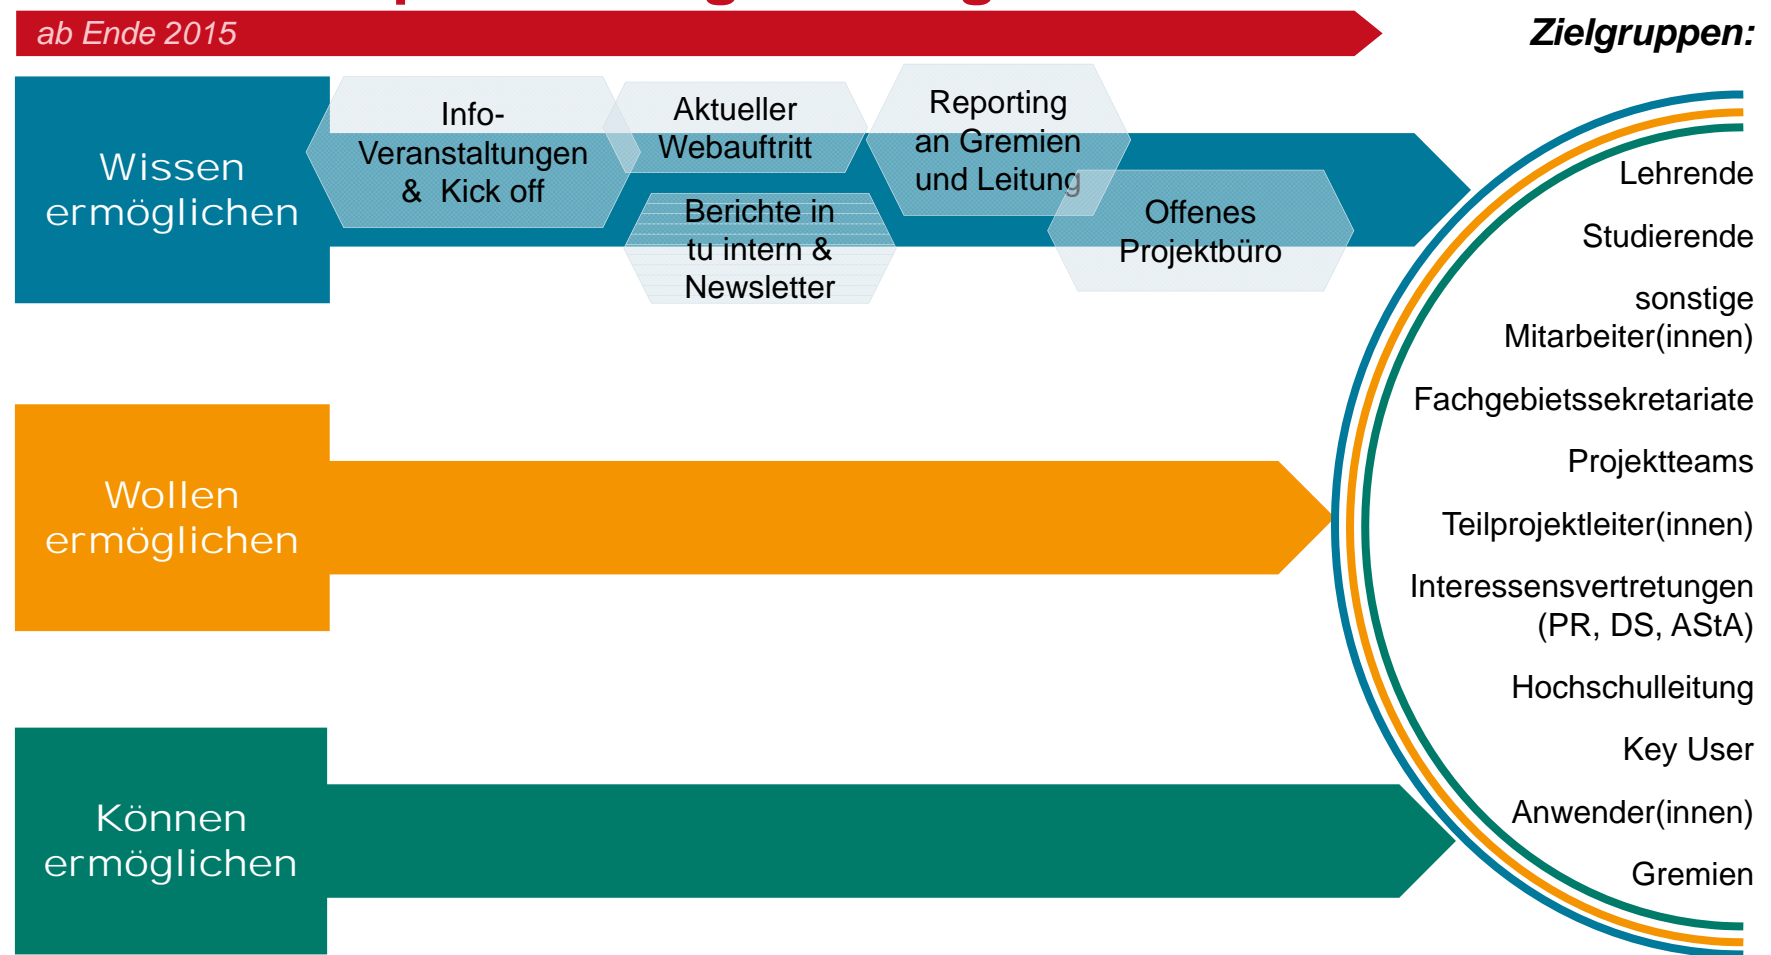 ab Ende 2015
Zielgruppen:
Wissen
ermöglichen
Info-
Veranstaltungen
& Kick off
Aktueller
Webauftritt
Reporting
an Gremien
und Leitung
Berichte in
tu intern &
Newsletter
Offenes
Projektbüro
Wollen
ermöglichen
Können
ermöglichen
Lehrende
Studierende
sonstige
Mitarbeiter(innen)
Fachgebietssekretariate
Projektteams
Teilprojektleiter(innen)
Interessensvertretungen
(PR, DS, AStA)
Hochschulleitung
Key User
Anwender(innen)
Gremien